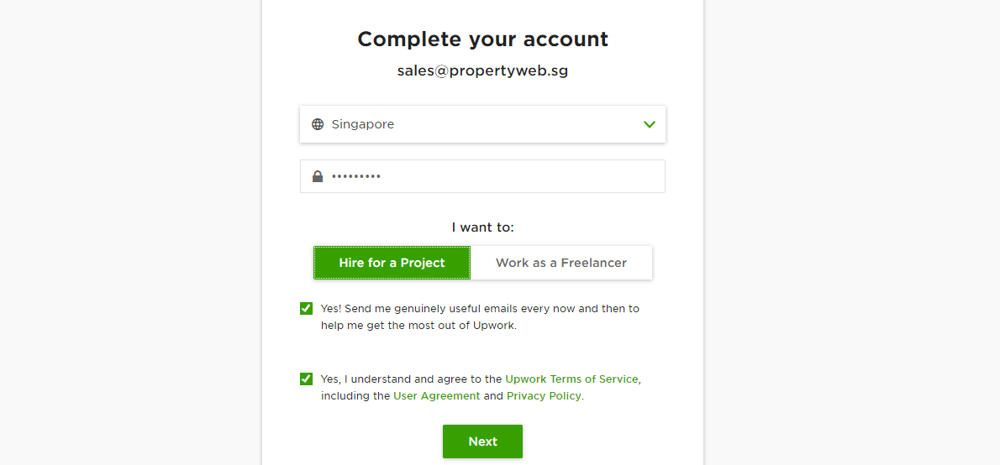 Complete your account
sales@propertyweb.sg
Singapore
•••••••••
I want to:
Hire for a Project
Work as a Freelancer
Yes! Send me genuinely useful emails every now and then to
help me get the most out of Upwork.
Yes, I understand and agree to the Upwork Terms of Service,
including the User Agreement and Privacy Policy.
Next